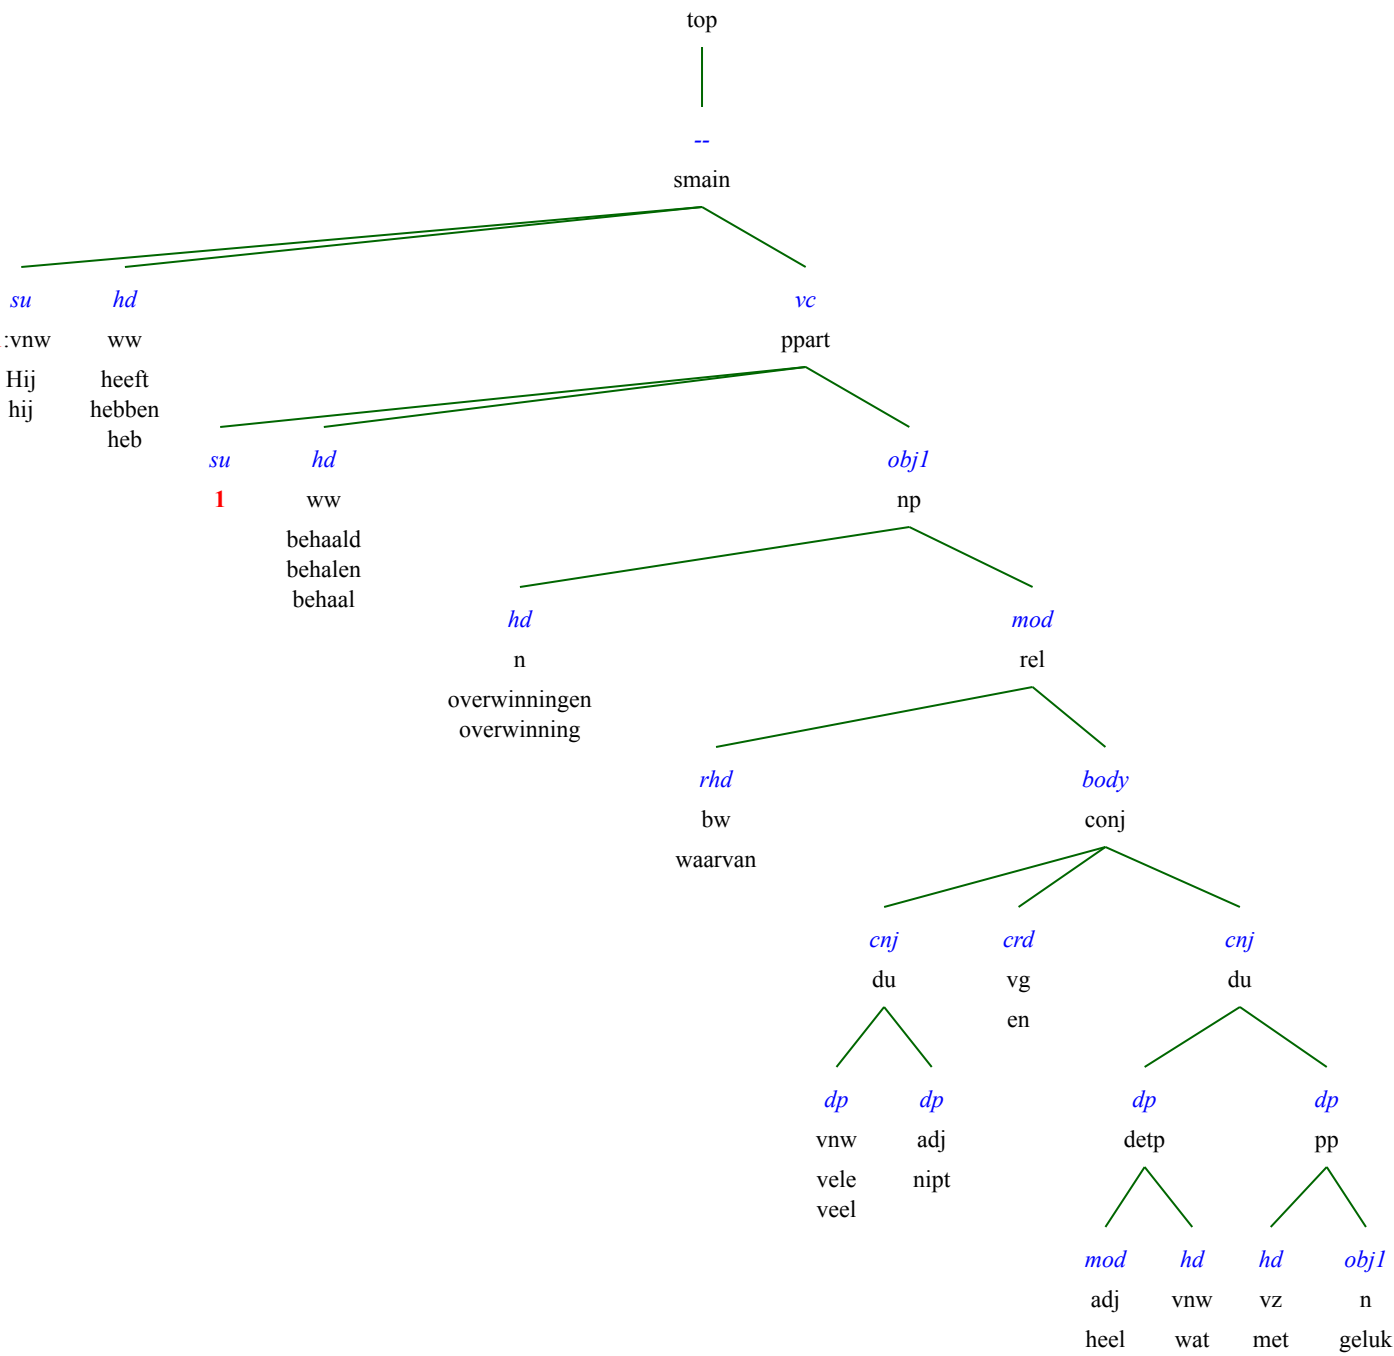 top
--
smain
su hd vc
:vnw ww ppart
Hij heeft
hij hebben
heb
su hd obj1
1 ww np
behaald
behalen
behaal
hd mod
n rel
overwinningen
overwinning
rhd body
bw conj
waarvan
cnj crd cnj
du vg du
en
dp dp dp dp
vnw adj detp pp
vele nipt
veel
mod hd hd obj1
adj vnw vz n
heel wat met geluk